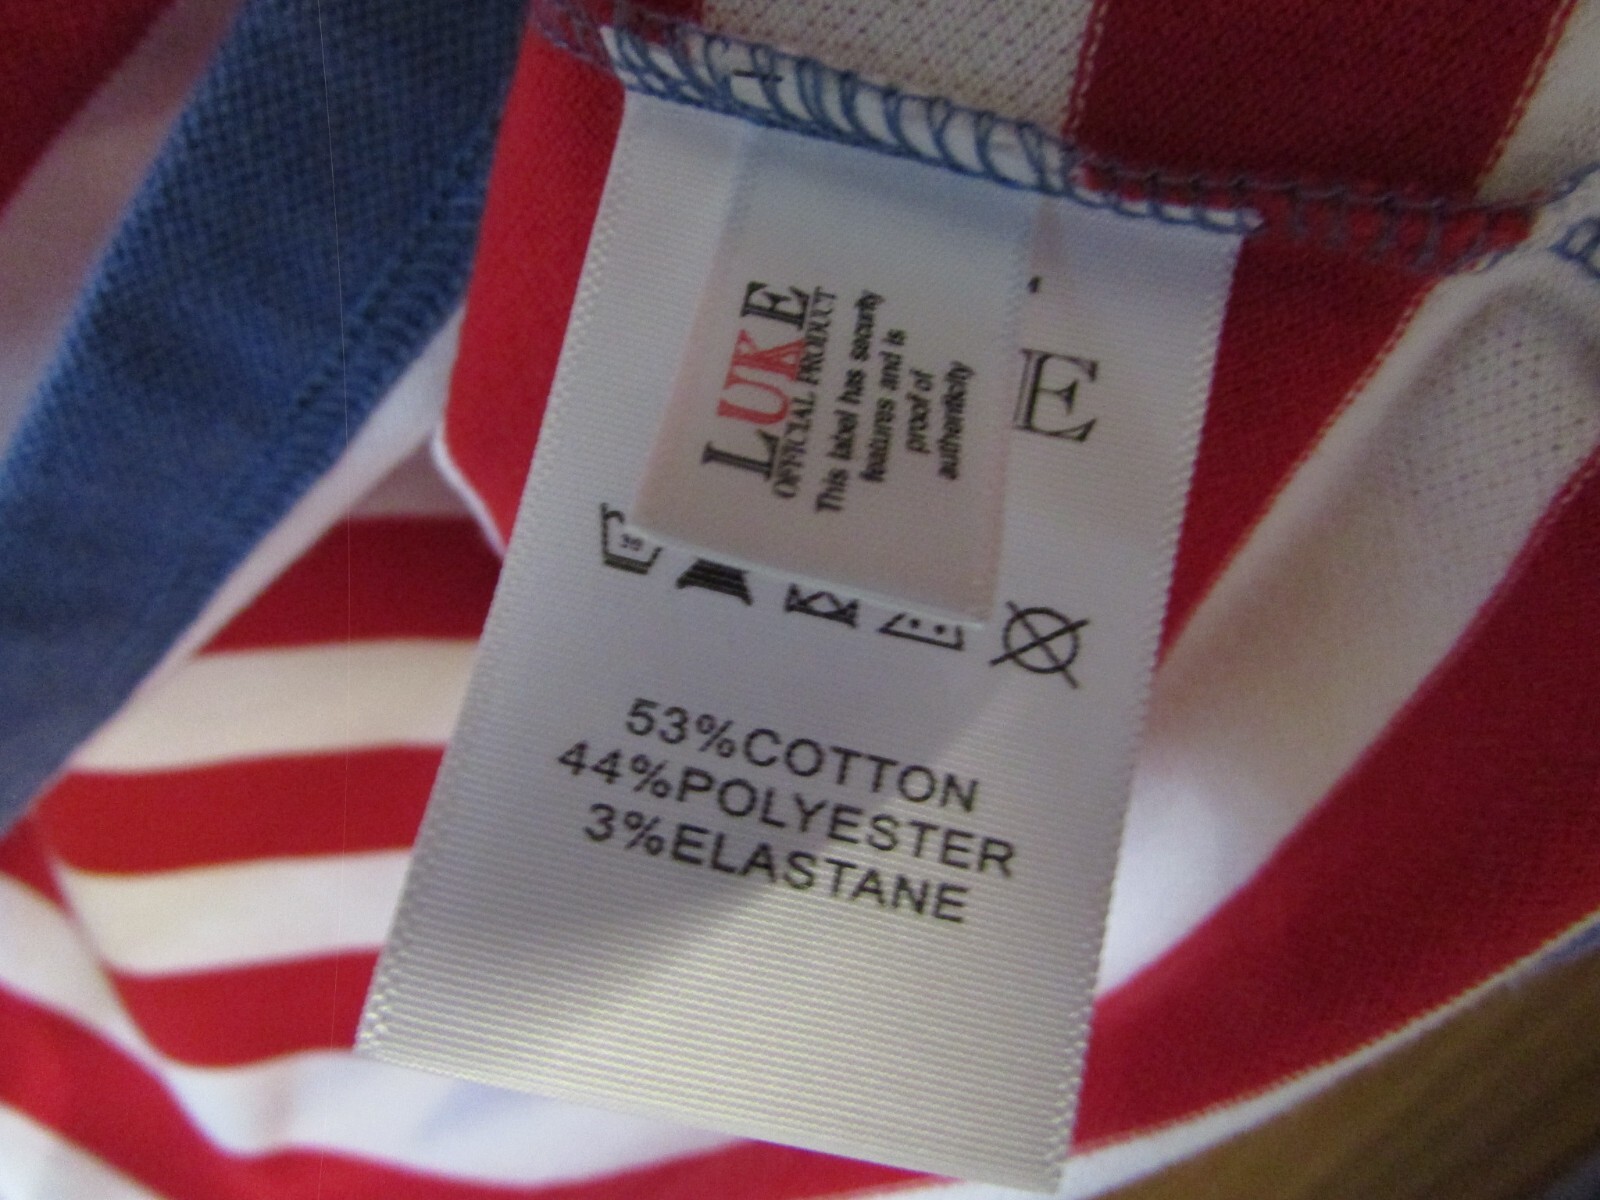 LUKE
OFFICIAL PRODUCT
This label has security
features and is
proof of
authenticity
E
30
53%COTTON
44%POLYESTER
3%ELASTANE